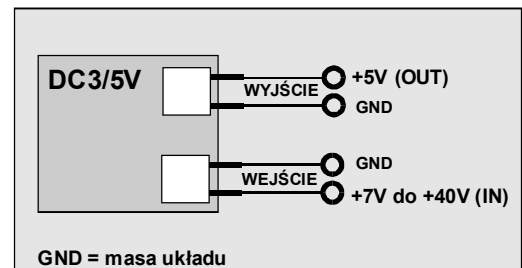 DC3/5V
WYJŚCIE
+5V (OUT)
GND
WEJŚCIE
GND
+7V do +40V (IN)
GND = masa układu